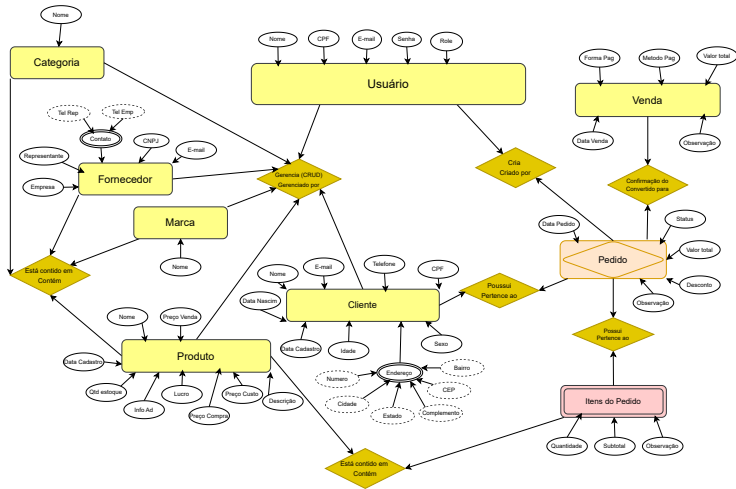 Nome
Categoria
Nome
CPF
E-mail
Senha
Role
Usuário
Forma Pag
Metodo Pag
Valor total
Venda
Data Venda
Observação
Tel Rep
Tel Emp
Contato
CNPJ
E-mail
Representante
Empresa
Fornecedor
Gerencia (CRUD)
Gerenciado por
Cria
Criado por
Confirmação do
Convertido para
Marca
Nome
Está contido em
Contém
Data Pedido
Status
Pedido
Valor total
Desconto
Observação
Nome
E-mail
Telefone
CPF
Data Nascim
Cliente
Data Cadastro
Idade
Sexo
Poussui
Pertence ao
Possui
Pertence ao
Nome
Preço Venda
Produto
Data Cadastro
Qtd estoque
Info Ad
Lucro
Preço Compra
Preço Custo
Descrição
Endereço
Numero
Cidade
Estado
Complemento
CEP
Bairro
Itens do Pedido
Quantidade
Subtotal
Observação
Está contido em
Contém